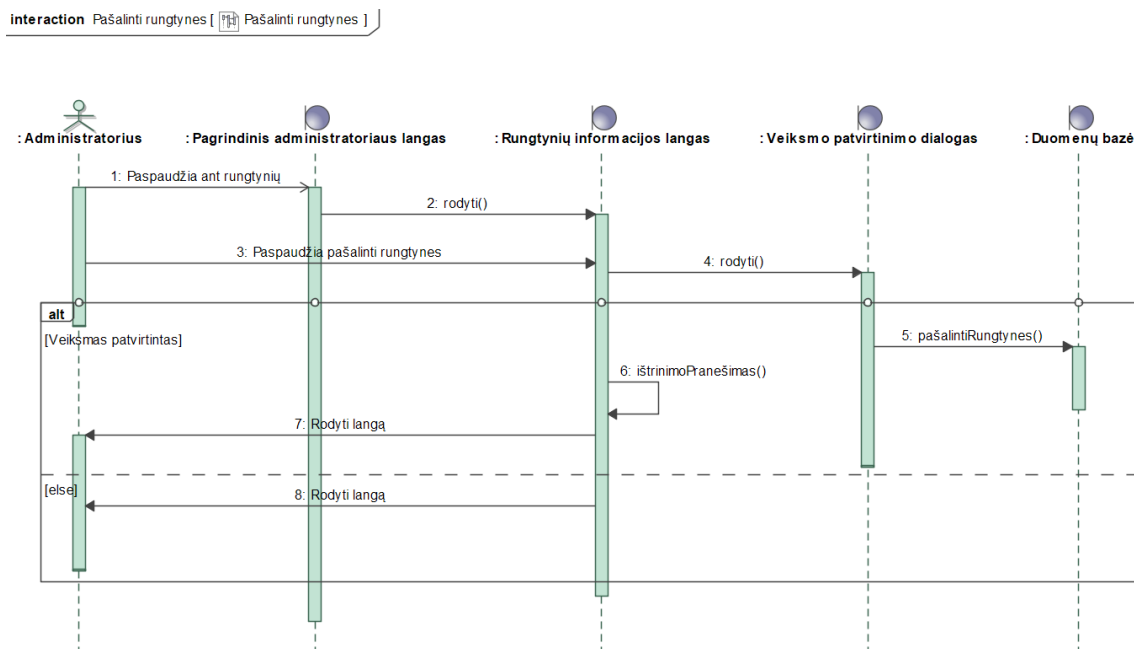 interaction Pašalinti rungtynes [ Pašalinti rungtynes ]
: Administratorius
: Pagrindinis administratoriaus langas
: Rungtynių informacijos langas
: Veiksmo patvirtinimo dialogas
: Duomenų bazė
1: Paspaudžia ant rungtynių
2: rodyti()
3: Paspaudžia pašalinti rungtynes
4: rodyti()
alt
[Veiksmas patvirtintas]
5: pašalintiRungtynes()
6: ištrinimoPranešimas()
7: Rodyti langą
[else]
8: Rodyti langą